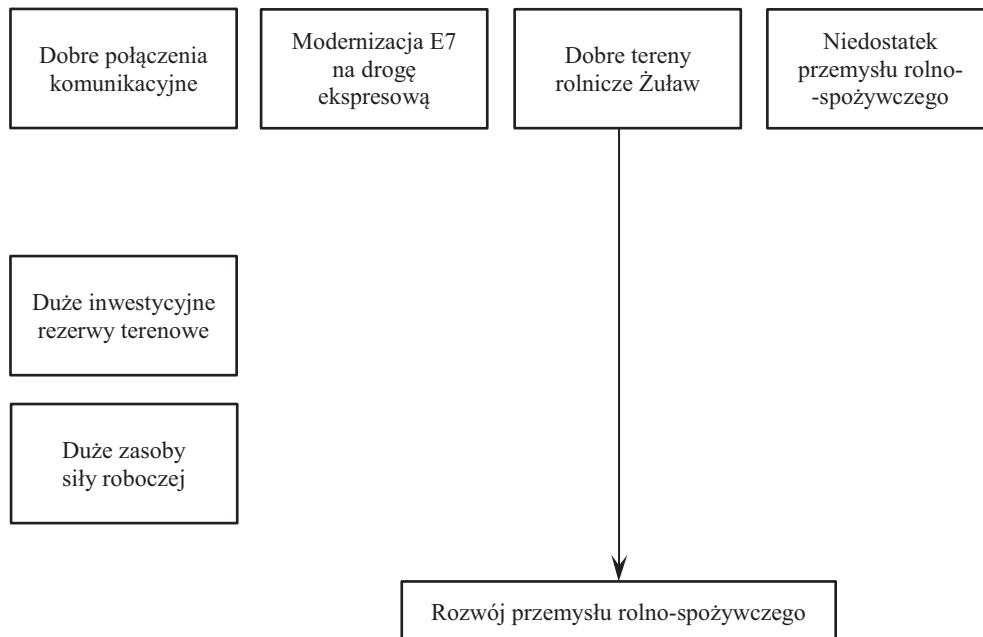 Dobre połączenia
komunikacyjne
Modernizacja E7
na drogę
ekspresową
Dobre tereny
rolnicze Żuław
Niedostatek
przemysłu rolno-
-spożywczego
Duże inwestycyjne
rezerwy terenowe
Duże zasoby
siły roboczej
Rozwój przemysłu rolno-spożywczego